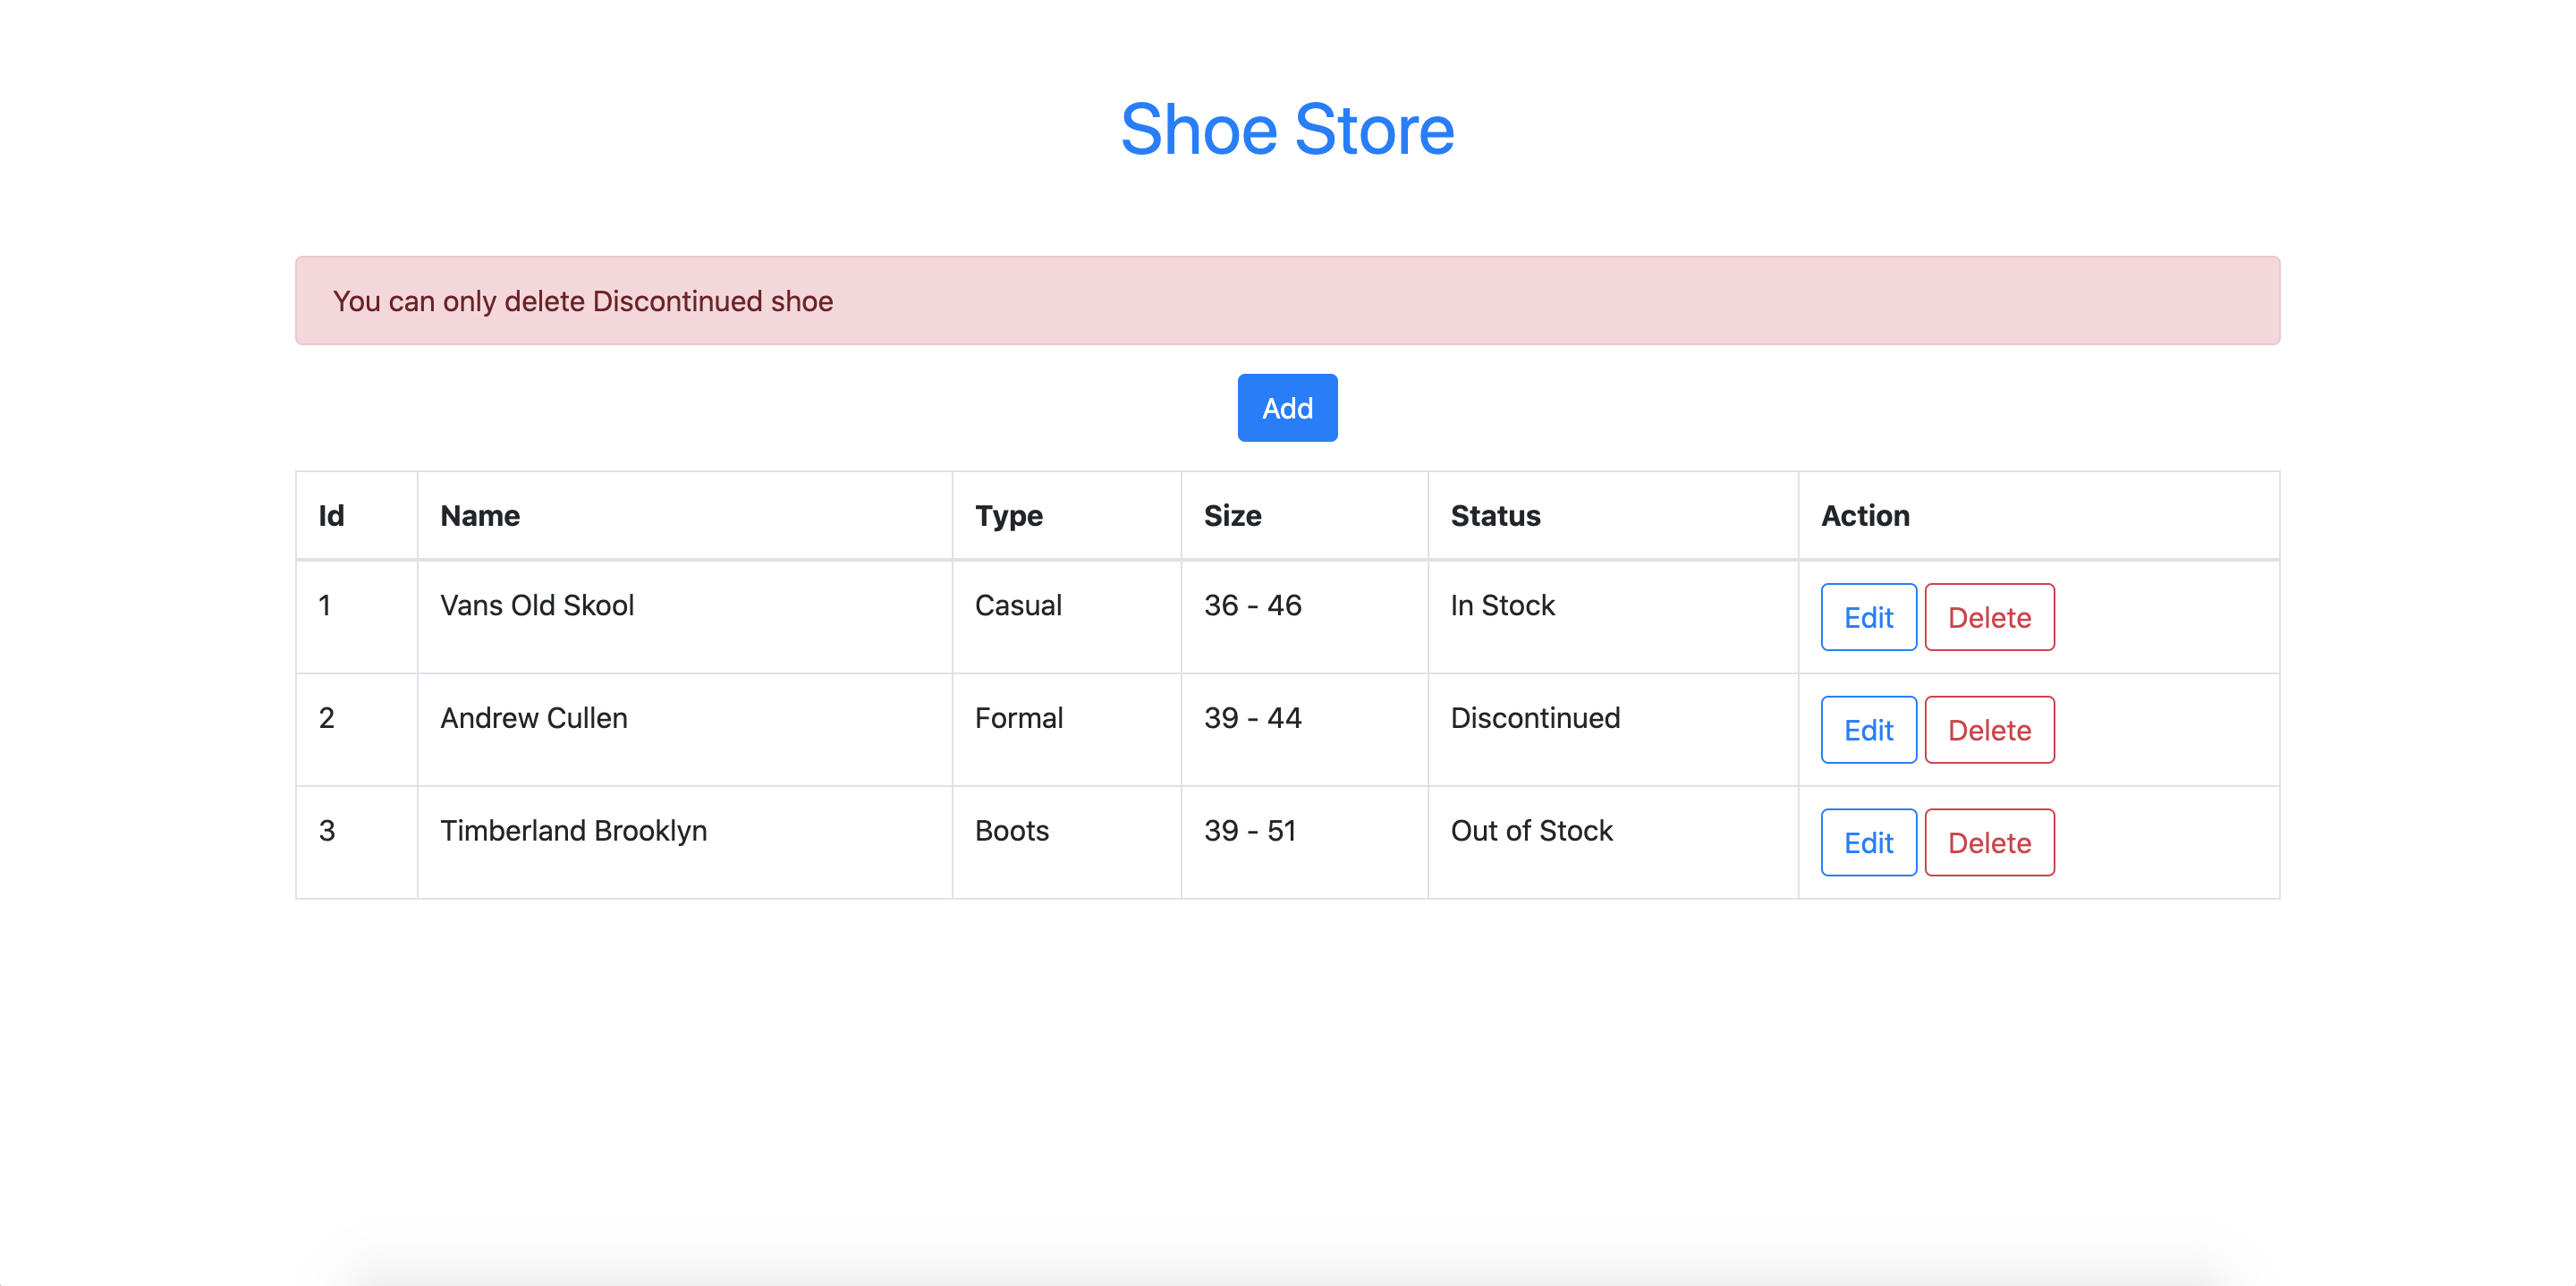 Shoe Store
You can only delete Discontinued shoe
Add
Id Name Type Size Status Action
1 Vans Old Skool Casual 36 - 46 In Stock Edit Delete
2 Andrew Cullen Formal 39 - 44 Discontinued Edit Delete
3 Timberland Brooklyn Boots 39 - 51 Out of Stock Edit Delete